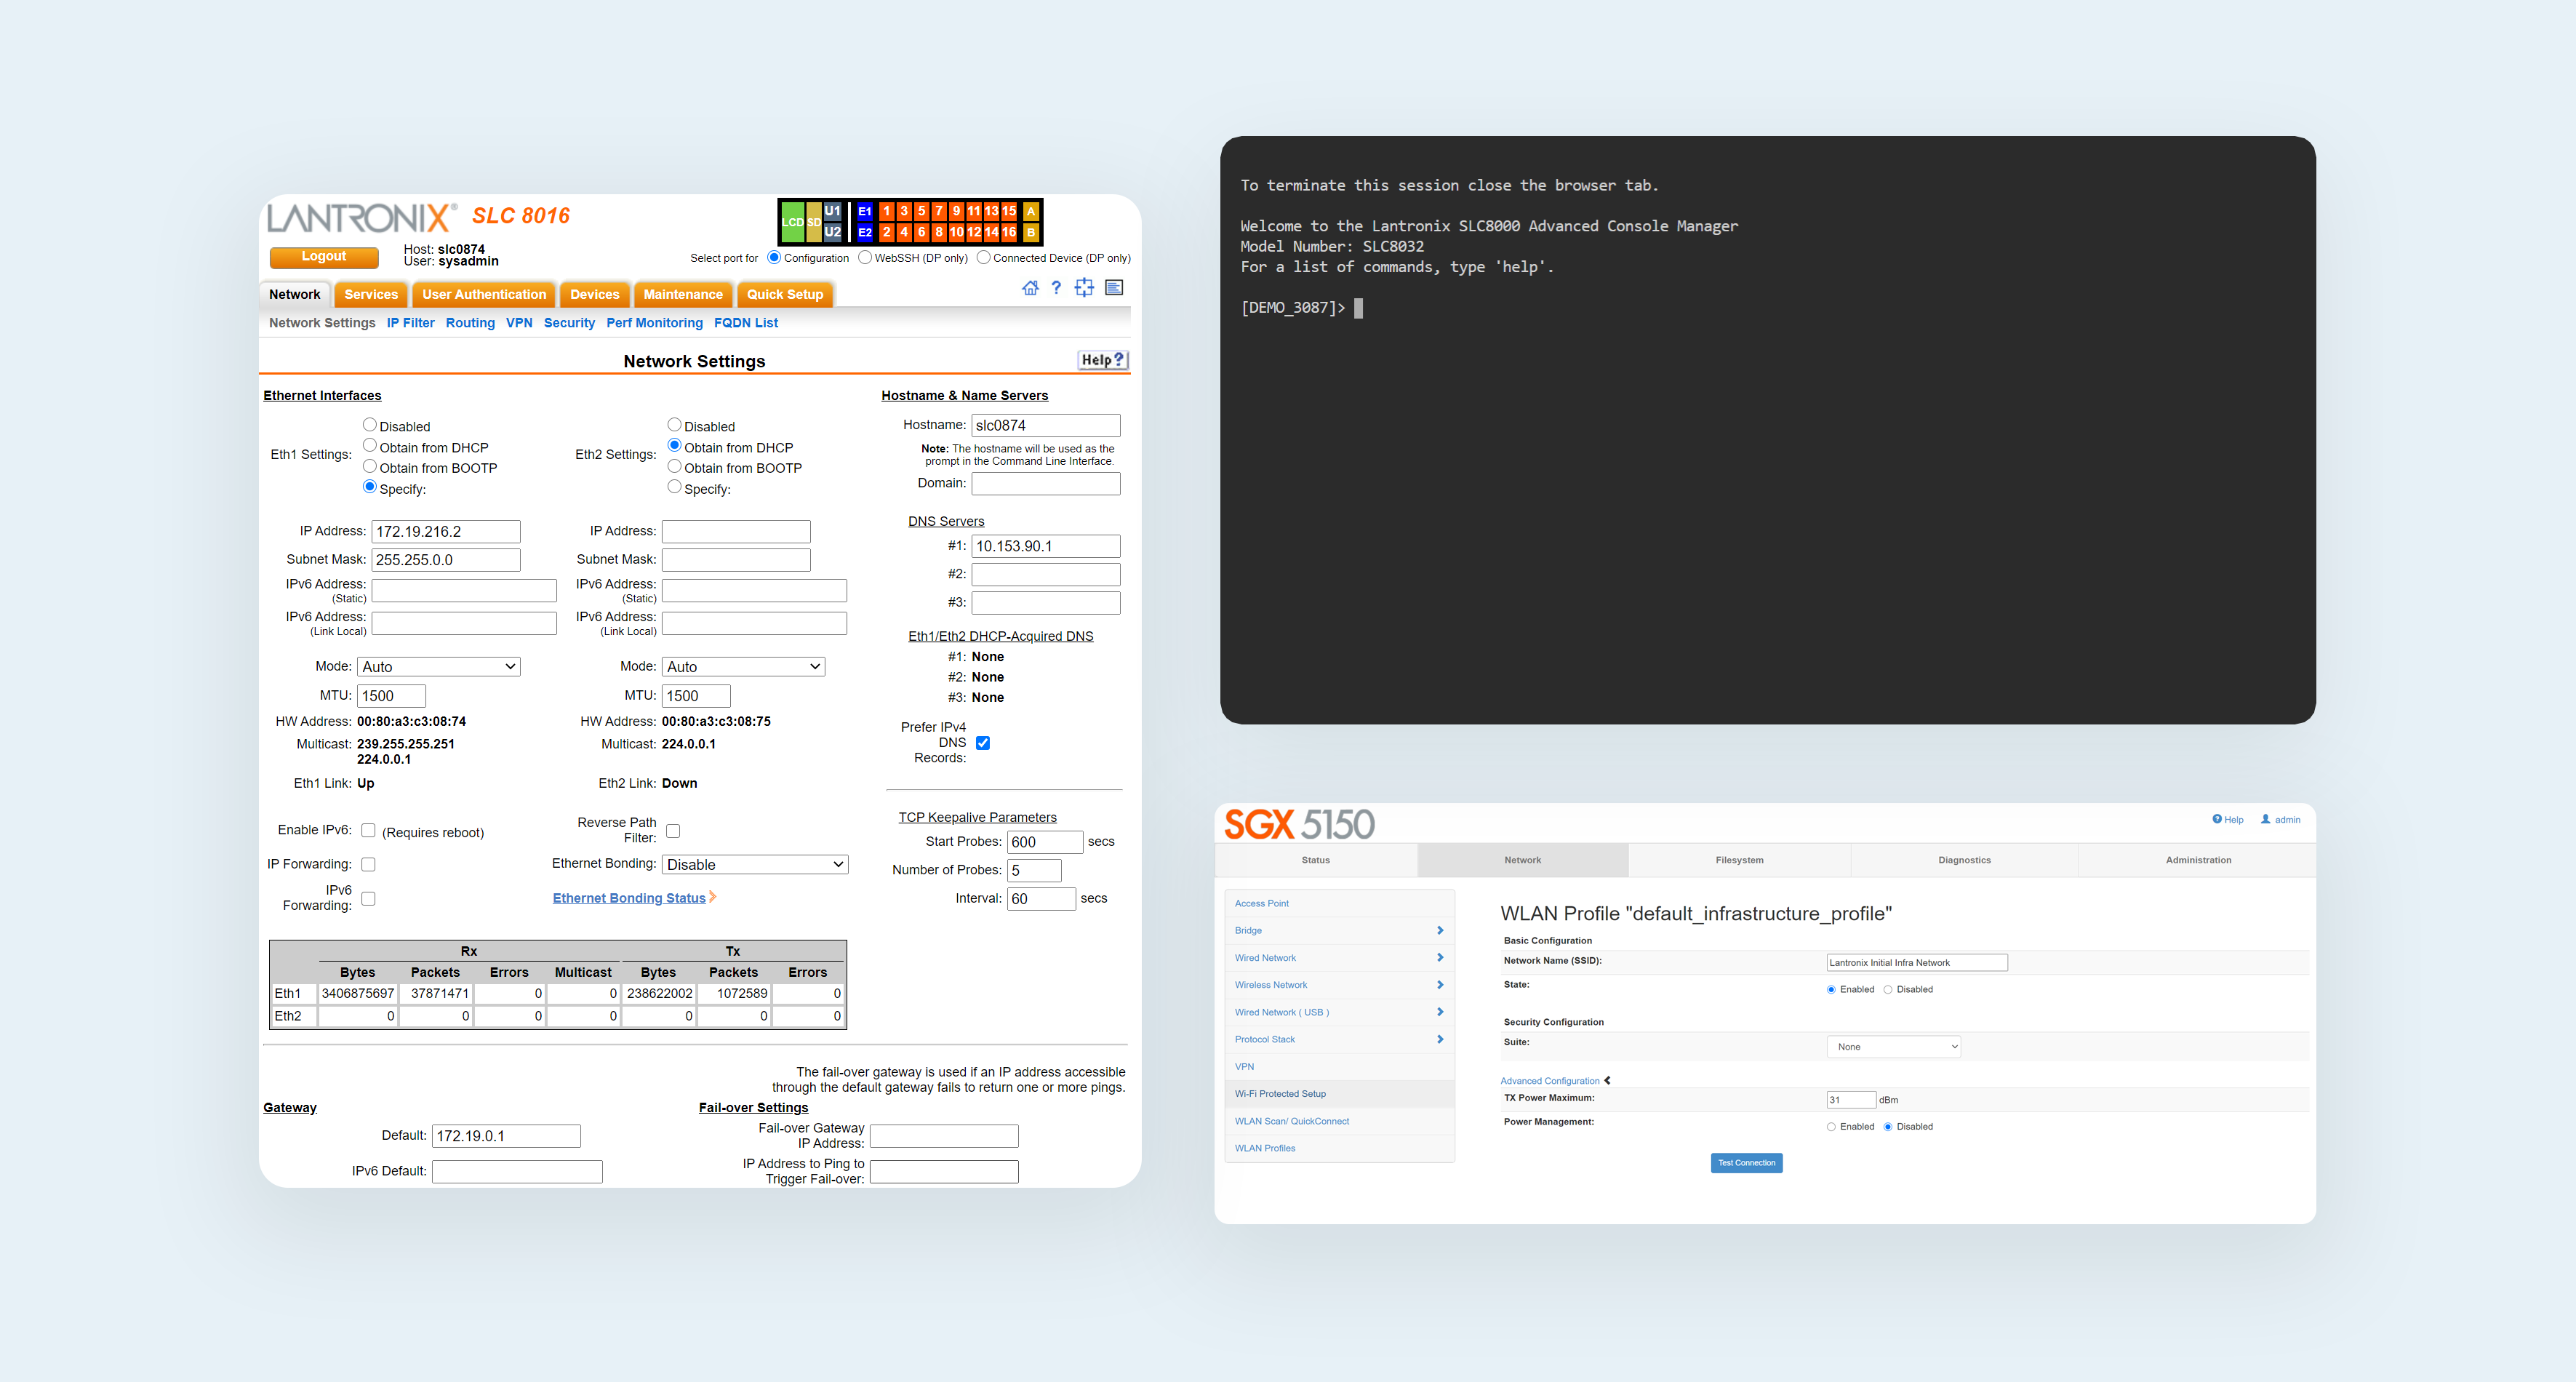 LANTRONIX® SLC 8016
LCD SD U1 E1 1 3 5 7 9 11 13 15 A
U2 E2 2 4 6 8 10 12 14 16 B
Logout
Host: slc0874
User: sysadmin
Select port for Configuration WebSSH (DP only) Connected Device (DP only)
Network Services User Authentication Devices Maintenance Quick Setup
?
Network Settings IP Filter Routing VPN Security Perf Monitoring FQDN List
Network Settings
Help?
Ethernet Interfaces
Eth1 Settings:
Disabled
Obtain from DHCP
Obtain from BOOTP
Specify:
IP Address: 172.19.216.2
Subnet Mask: 255.255.0.0
IPv6 Address:
(Static)
IPv6 Address:
(Link Local)
Mode: Auto
MTU: 1500
HW Address: 00:80:a3:c3:08:74
Multicast: 239.255.255.251
224.0.0.1
Eth1 Link: Up
Enable IPv6: (Requires reboot)
IP Forwarding:
IPv6
Forwarding:
Eth2 Settings:
Disabled
Obtain from DHCP
Obtain from BOOTP
Specify:
IP Address:
Subnet Mask:
IPv6 Address:
(Static)
IPv6 Address:
(Link Local)
Mode: Auto
MTU: 1500
HW Address: 00:80:a3:c3:08:75
Multicast: 224.0.0.1
Eth2 Link: Down
Reverse Path
Filter:
Ethernet Bonding: Disable
Ethernet Bonding Status
Hostname & Name Servers
Hostname: slc0874
Note: The hostname will be used as the
prompt in the Command Line Interface.
Domain:
DNS Servers
#1: 10.153.90.1
#2:
#3:
Eth1/Eth2 DHCP-Acquired DNS
#1: None
#2: None
#3: None
Prefer IPv4
DNS
Records:
TCP Keepalive Parameters
Start Probes: 600 secs
Number of Probes: 5
Interval: 60 secs
Rx Tx
Bytes Packets Errors Multicast Bytes Packets Errors
Eth1 3406875697 37871471 0 0 238622002 1072589 0
Eth2 0 0 0 0 0 0 0
The fail-over gateway is used if an IP address accessible
through the default gateway fails to return one or more pings.
Gateway
Default: 172.19.0.1
IPv6 Default:
Fail-over Settings
Fail-over Gateway
IP Address:
IP Address to Ping to
Trigger Fail-over:
To terminate this session close the browser tab.
Welcome to the Lantronix SLC8000 Advanced Console Manager
Model Number: SLC8032
For a list of commands, type 'help'.
[DEMO_3087]>
SGX 5150
Help admin
Status Network Filesystem Diagnostics Administration
Access Point
Bridge
Wired Network
Wireless Network
Wired Network ( USB )
Protocol Stack
VPN
Wi-Fi Protected Setup
WLAN Scan/ QuickConnect
WLAN Profiles
WLAN Profile "default_infrastructure_profile"
Basic Configuration
Network Name (SSID): Lantronix Initial Infra Network
State: Enabled Disabled
Security Configuration
Suite: None
Advanced Configuration
TX Power Maximum: 31 dBm
Power Management: Enabled Disabled
Test Connection